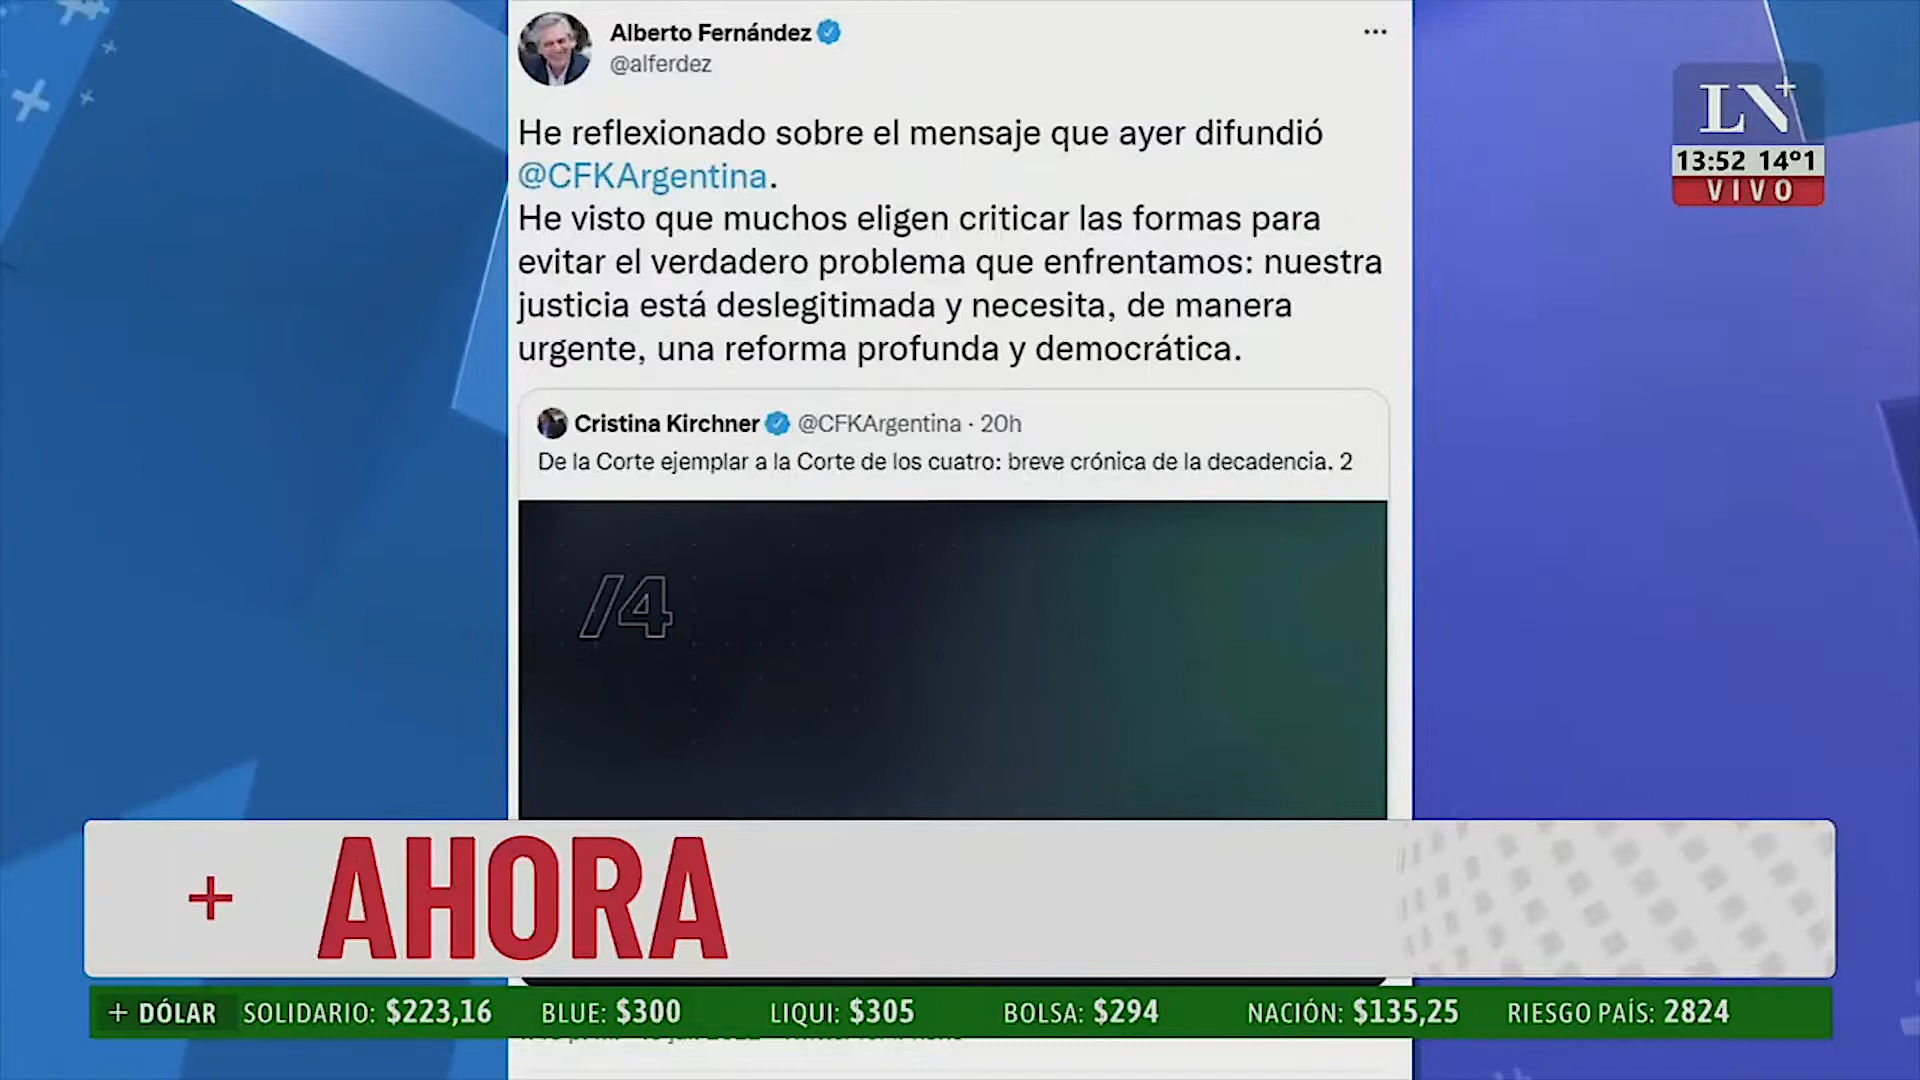 Alberto Fernández
@alferdez
He reflexionado sobre el mensaje que ayer difundió
@CFKArgentina.
He visto que muchos eligen criticar las formas para
evitar el verdadero problema que enfrentamos: nuestra
justicia está deslegitimada y necesita, de manera
urgente, una reforma profunda y democrática.
Cristina Kirchner @CFKArgentina · 20h
De la Corte ejemplar a la Corte de los cuatro: breve crónica de la decadencia. 2
/4
LN+
13:52 14º1
VIVO
+ AHORA
+ DÓLAR SOLIDARIO: $223,16 BLUE: $300 LIQUI: $305 BOLSA: $294 NACIÓN: $135,25 RIESGO PAÍS: 2824